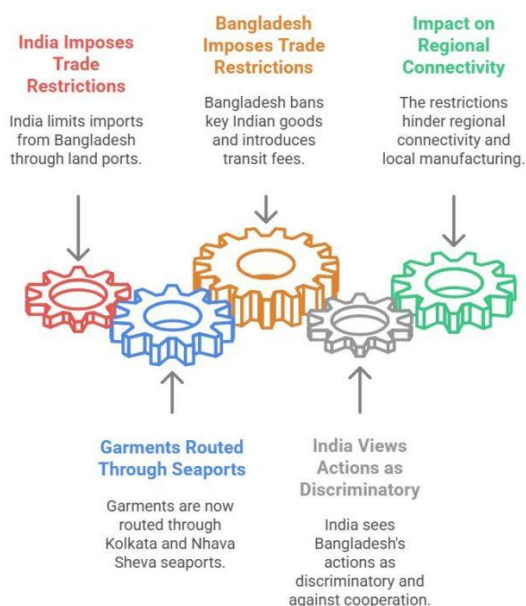 India Imposes
Trade
Restrictions
India limits imports
from Bangladesh
through land ports.
Bangladesh
Imposes Trade
Restrictions
Bangladesh bans
key Indian goods
and introduces
transit fees.
Impact on
Regional
Connectivity
The restrictions
hinder regional
connectivity and
local manufacturing.
Garments Routed
Through Seaports
Garments are now
routed through
Kolkata and Nhava
Sheva seaports.
India Views
Actions as
Discriminatory
India sees
Bangladesh's
actions as
discriminatory and
against cooperation.